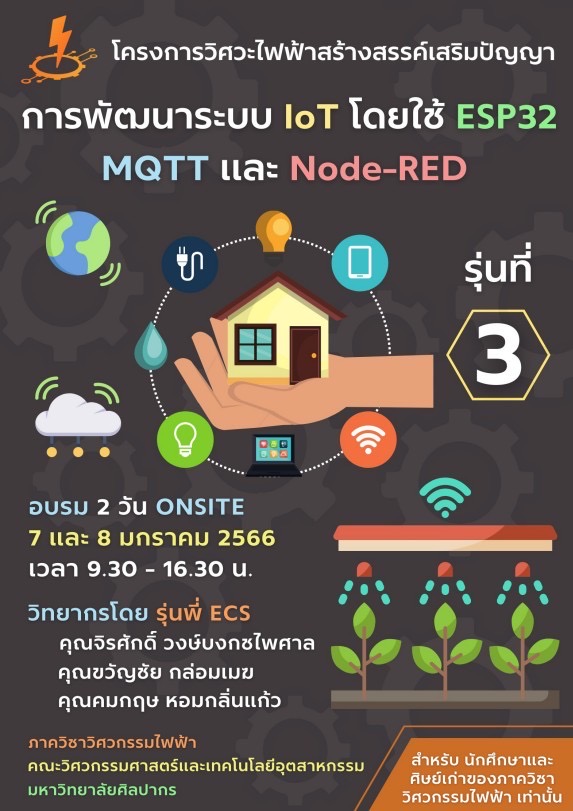 โครงการวิศวะไฟฟ้าสร้างสรรค์เสริมปัญญา
การพัฒนาระบบ IoT โดยใช้ ESP32
MQTT และ Node-RED
รุ่นที่
3
อบรม 2 วัน ONSITE
7 และ 8 มกราคม 2566
เวลา 9.30 - 16.30 น.
วิทยากรโดย รุ่นพี่ ECS
คุณจิรศักดิ์ วงษ์บงกชไพศาล
คุณขวัญชัย กล่อมเมฆ
คุณคมกฤษ หอมกลิ่นแก้ว
ภาควิชาวิศวกรรมไฟฟ้า
คณะวิศวกรรมศาสตร์และเทคโนโลยีอุตสาหกรรม
มหาวิทยาลัยศิลปากร
สำหรับ นักศึกษาและ
ศิษย์เก่าของภาควิชา
วิศวกรรมไฟฟ้า เท่านั้น